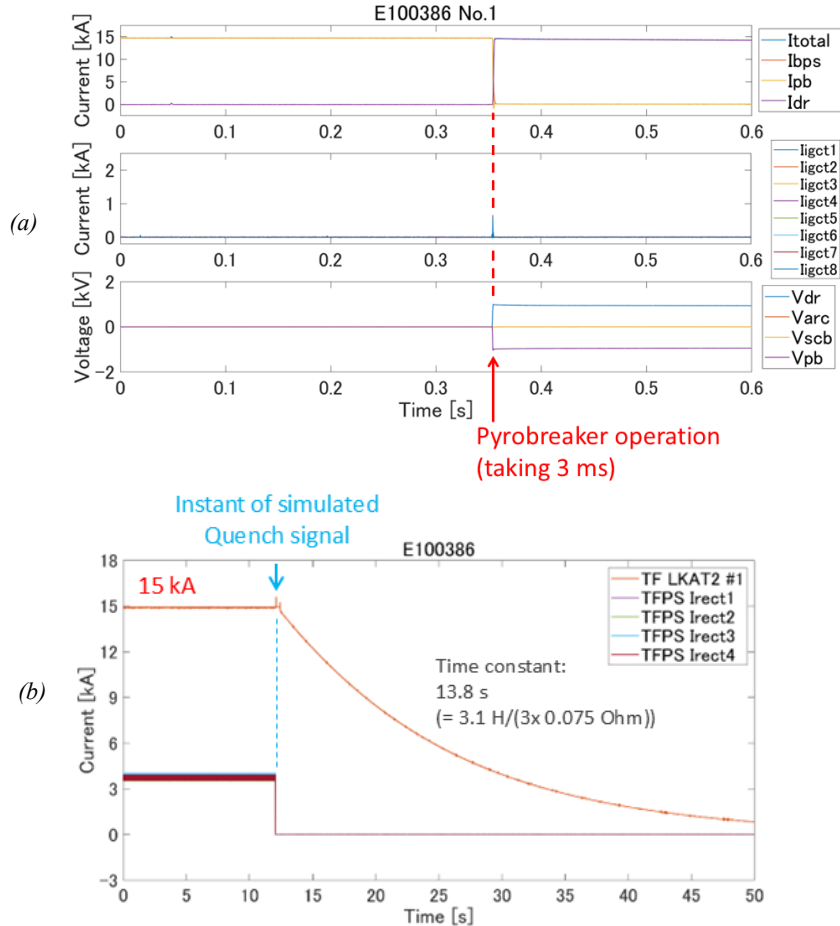 E100386 No.1
Current [kA]
15
10
5
0
0 0.1 0.2 0.3 0.4 0.5 0.6
Itotal
Ibps
Ipb
Idr
(a)
Current [kA]
2
1
0
0 0.1 0.2 0.3 0.4 0.5 0.6
Iigct1
Iigct2
Iigct3
Iigct4
Iigct5
Iigct6
Iigct7
Iigct8
Voltage [kV]
2
0
-2
0 0.1 0.2 0.3 0.4 0.5 0.6
Time [s]
Vdr
Varc
Vscb
Vpb
Pyrobreaker operation
(taking 3 ms)
Instant of simulated
Quench signal
E100386
(b)
Current [kA]
18
15
12
9
6
3
0
-3
15 kA
TF LKAT2 #1
TFPS Irect1
TFPS Irect2
TFPS Irect3
TFPS Irect4
Time constant:
13.8 s
(= 3.1 H/(3x 0.075 Ohm))
0 5 10 15 20 25 30 35 40 45 50
Time [s]